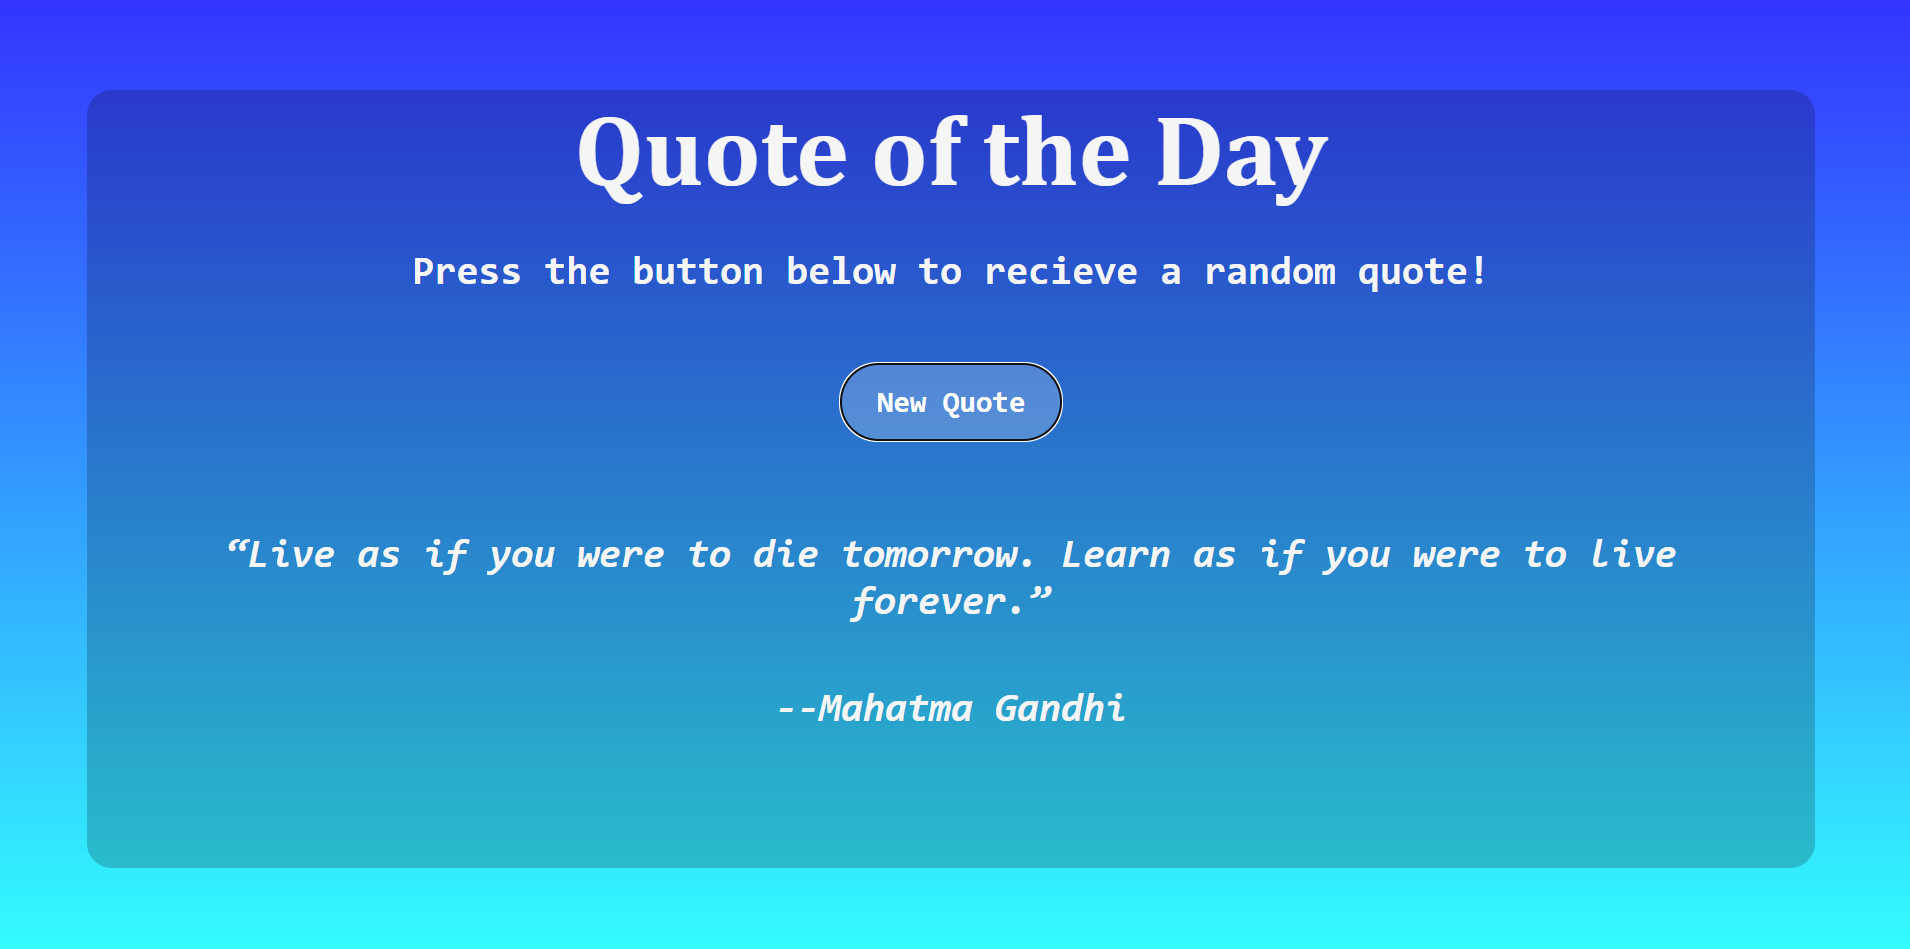 Quote of the Day
Press the button below to recieve a random quote!
New Quote
“Live as if you were to die tomorrow. Learn as if you were to live
forever.”
--Mahatma Gandhi